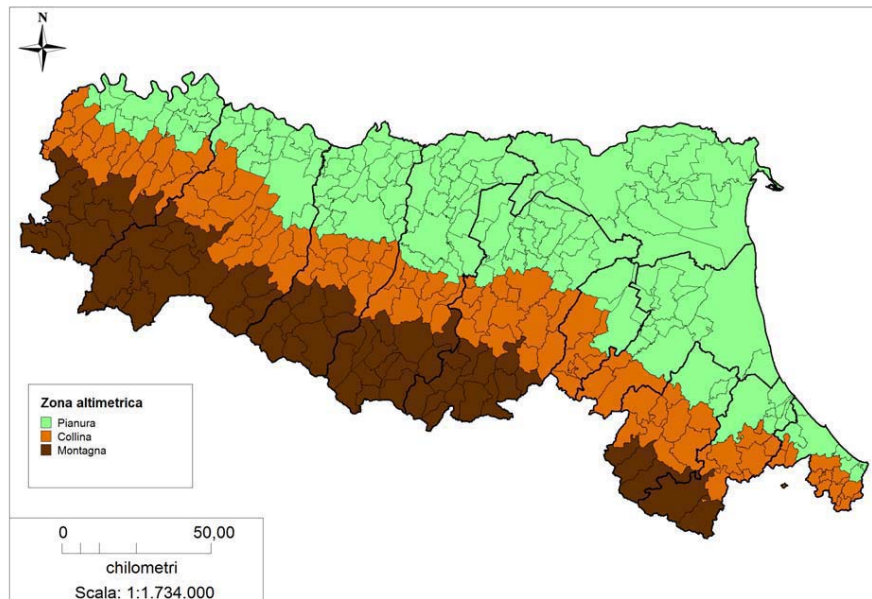 N
Zona altimetrica
Pianura
Collina
Montagna
0 50,00
chilometri
Scala: 1:1.734.000